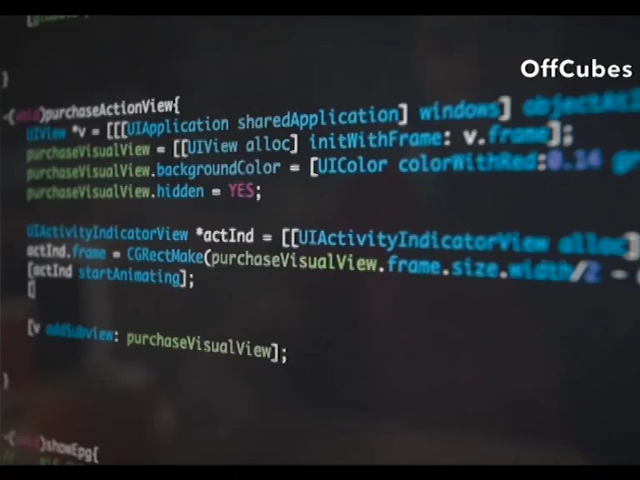 OffCubes
}
-(void)purchaseActionView{
UIView *v = [[[UIApplication sharedApplication] windows] objectAt
purchaseVisualView = [[UIView alloc] initWithFrame: v.frame];
purchaseVisualView.backgroundColor = [UIColor colorWithRed:0.14 gr
purchaseVisualView.hidden = YES;
UIActivityIndicatorView *actInd = [[UIActivityIndicatorView alloc]
actInd.frame = CGRectMake(purchaseVisualView.frame.size.width/2 -
[actInd startAnimating];
[
[v addSubview: purchaseVisualView];
}
-(void)showEpg{
//